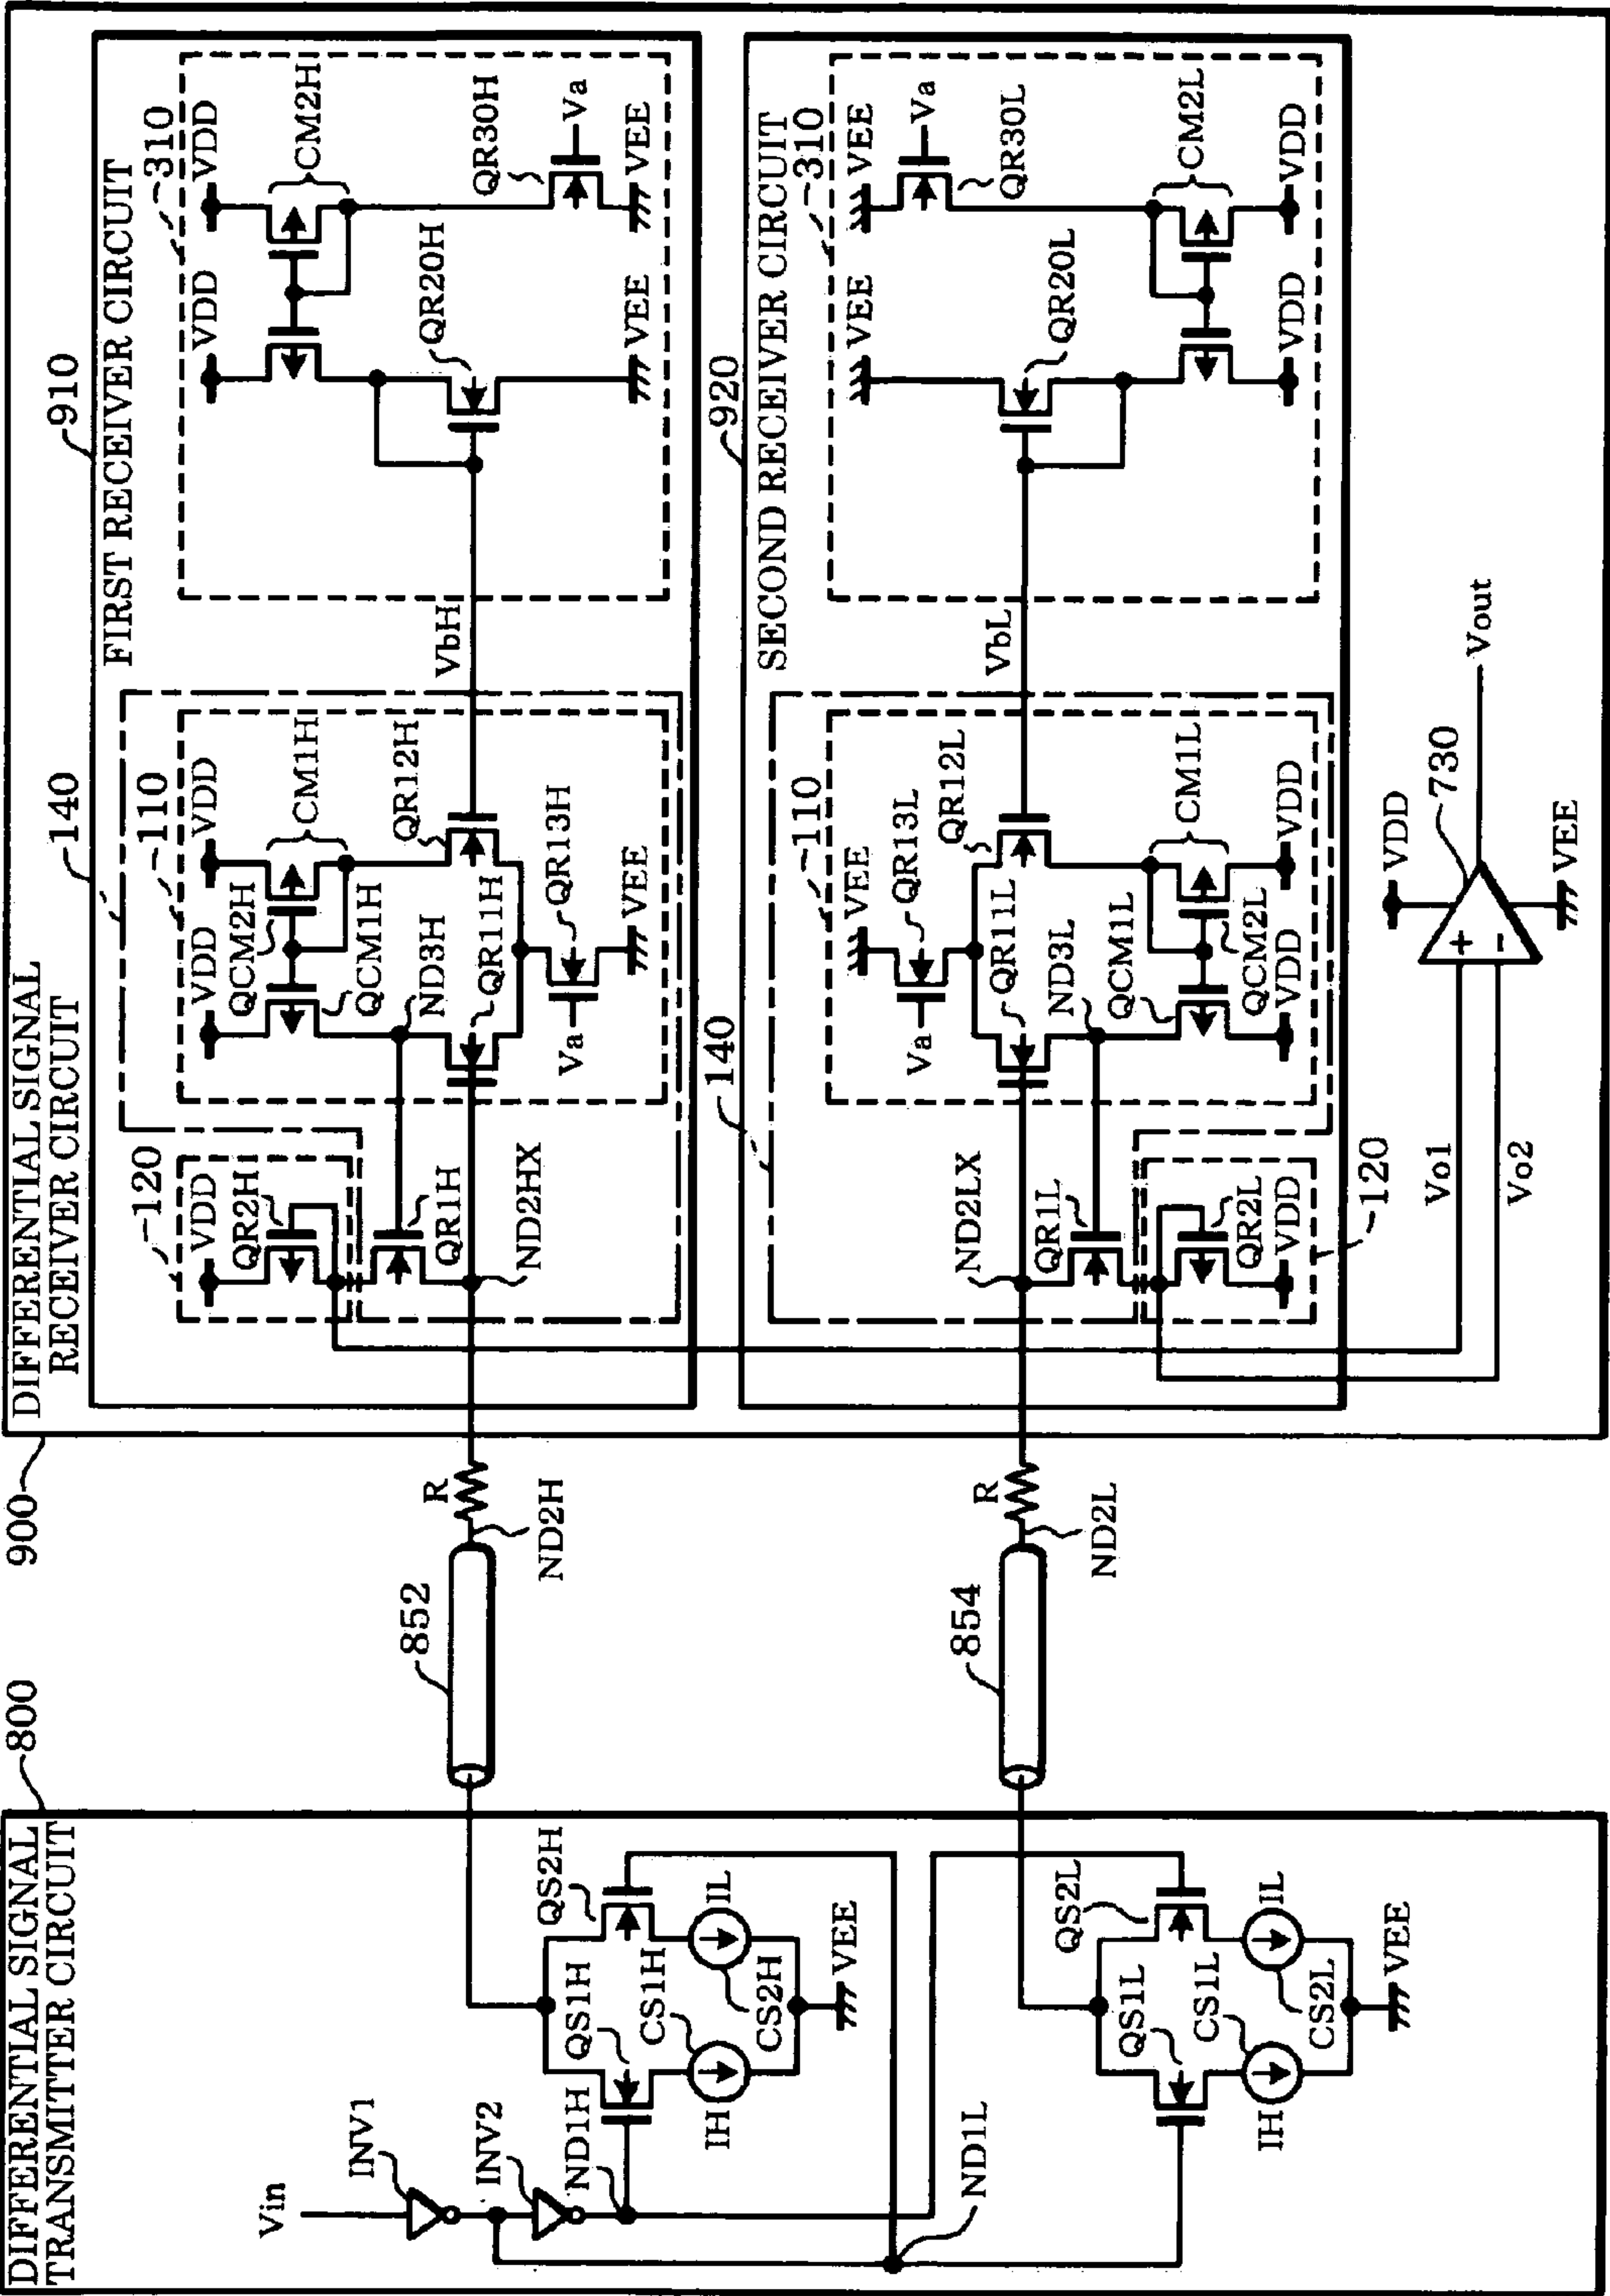 DIFFERENTIAL SIGNAL
TRANSMITTER CIRCUIT
800
Vin
INV1
INV2
ND1H
QS1H
QS2H
CS1H
IH
IL
CS2H
VEE
ND1L
QS1L
QS2L
CS1L
IH
IL
CS2L
VEE
852
854
ND2H
R
ND2L
R
900
DIFFERENTIAL SIGNAL
RECEIVER CIRCUIT
910
FIRST RECEIVER CIRCUIT
140
120
VDD
QR2H
QR1H
ND2HX
110
VDD
VDD
QCM2H
CM1H
QCM1H
ND3H
QR11H
QR12H
QR13H
Va
VEE
VbH
310
VDD
VDD
CM2H
QR20H
QR30H
Va
VEE
VEE
920
SECOND RECEIVER CIRCUIT
140
ND2LX
QR1L
QR2L
VDD
120
110
VEE
QR13L
Va
QR12L
QR11L
ND3L
QCM1L
CM1L
QCM2L
VDD
VDD
VbL
310
VEE
VEE
Va
QR30L
QR20L
CM2L
VDD
VDD
Vo1
Vo2
VDD
730
+
-
VEE
Vout